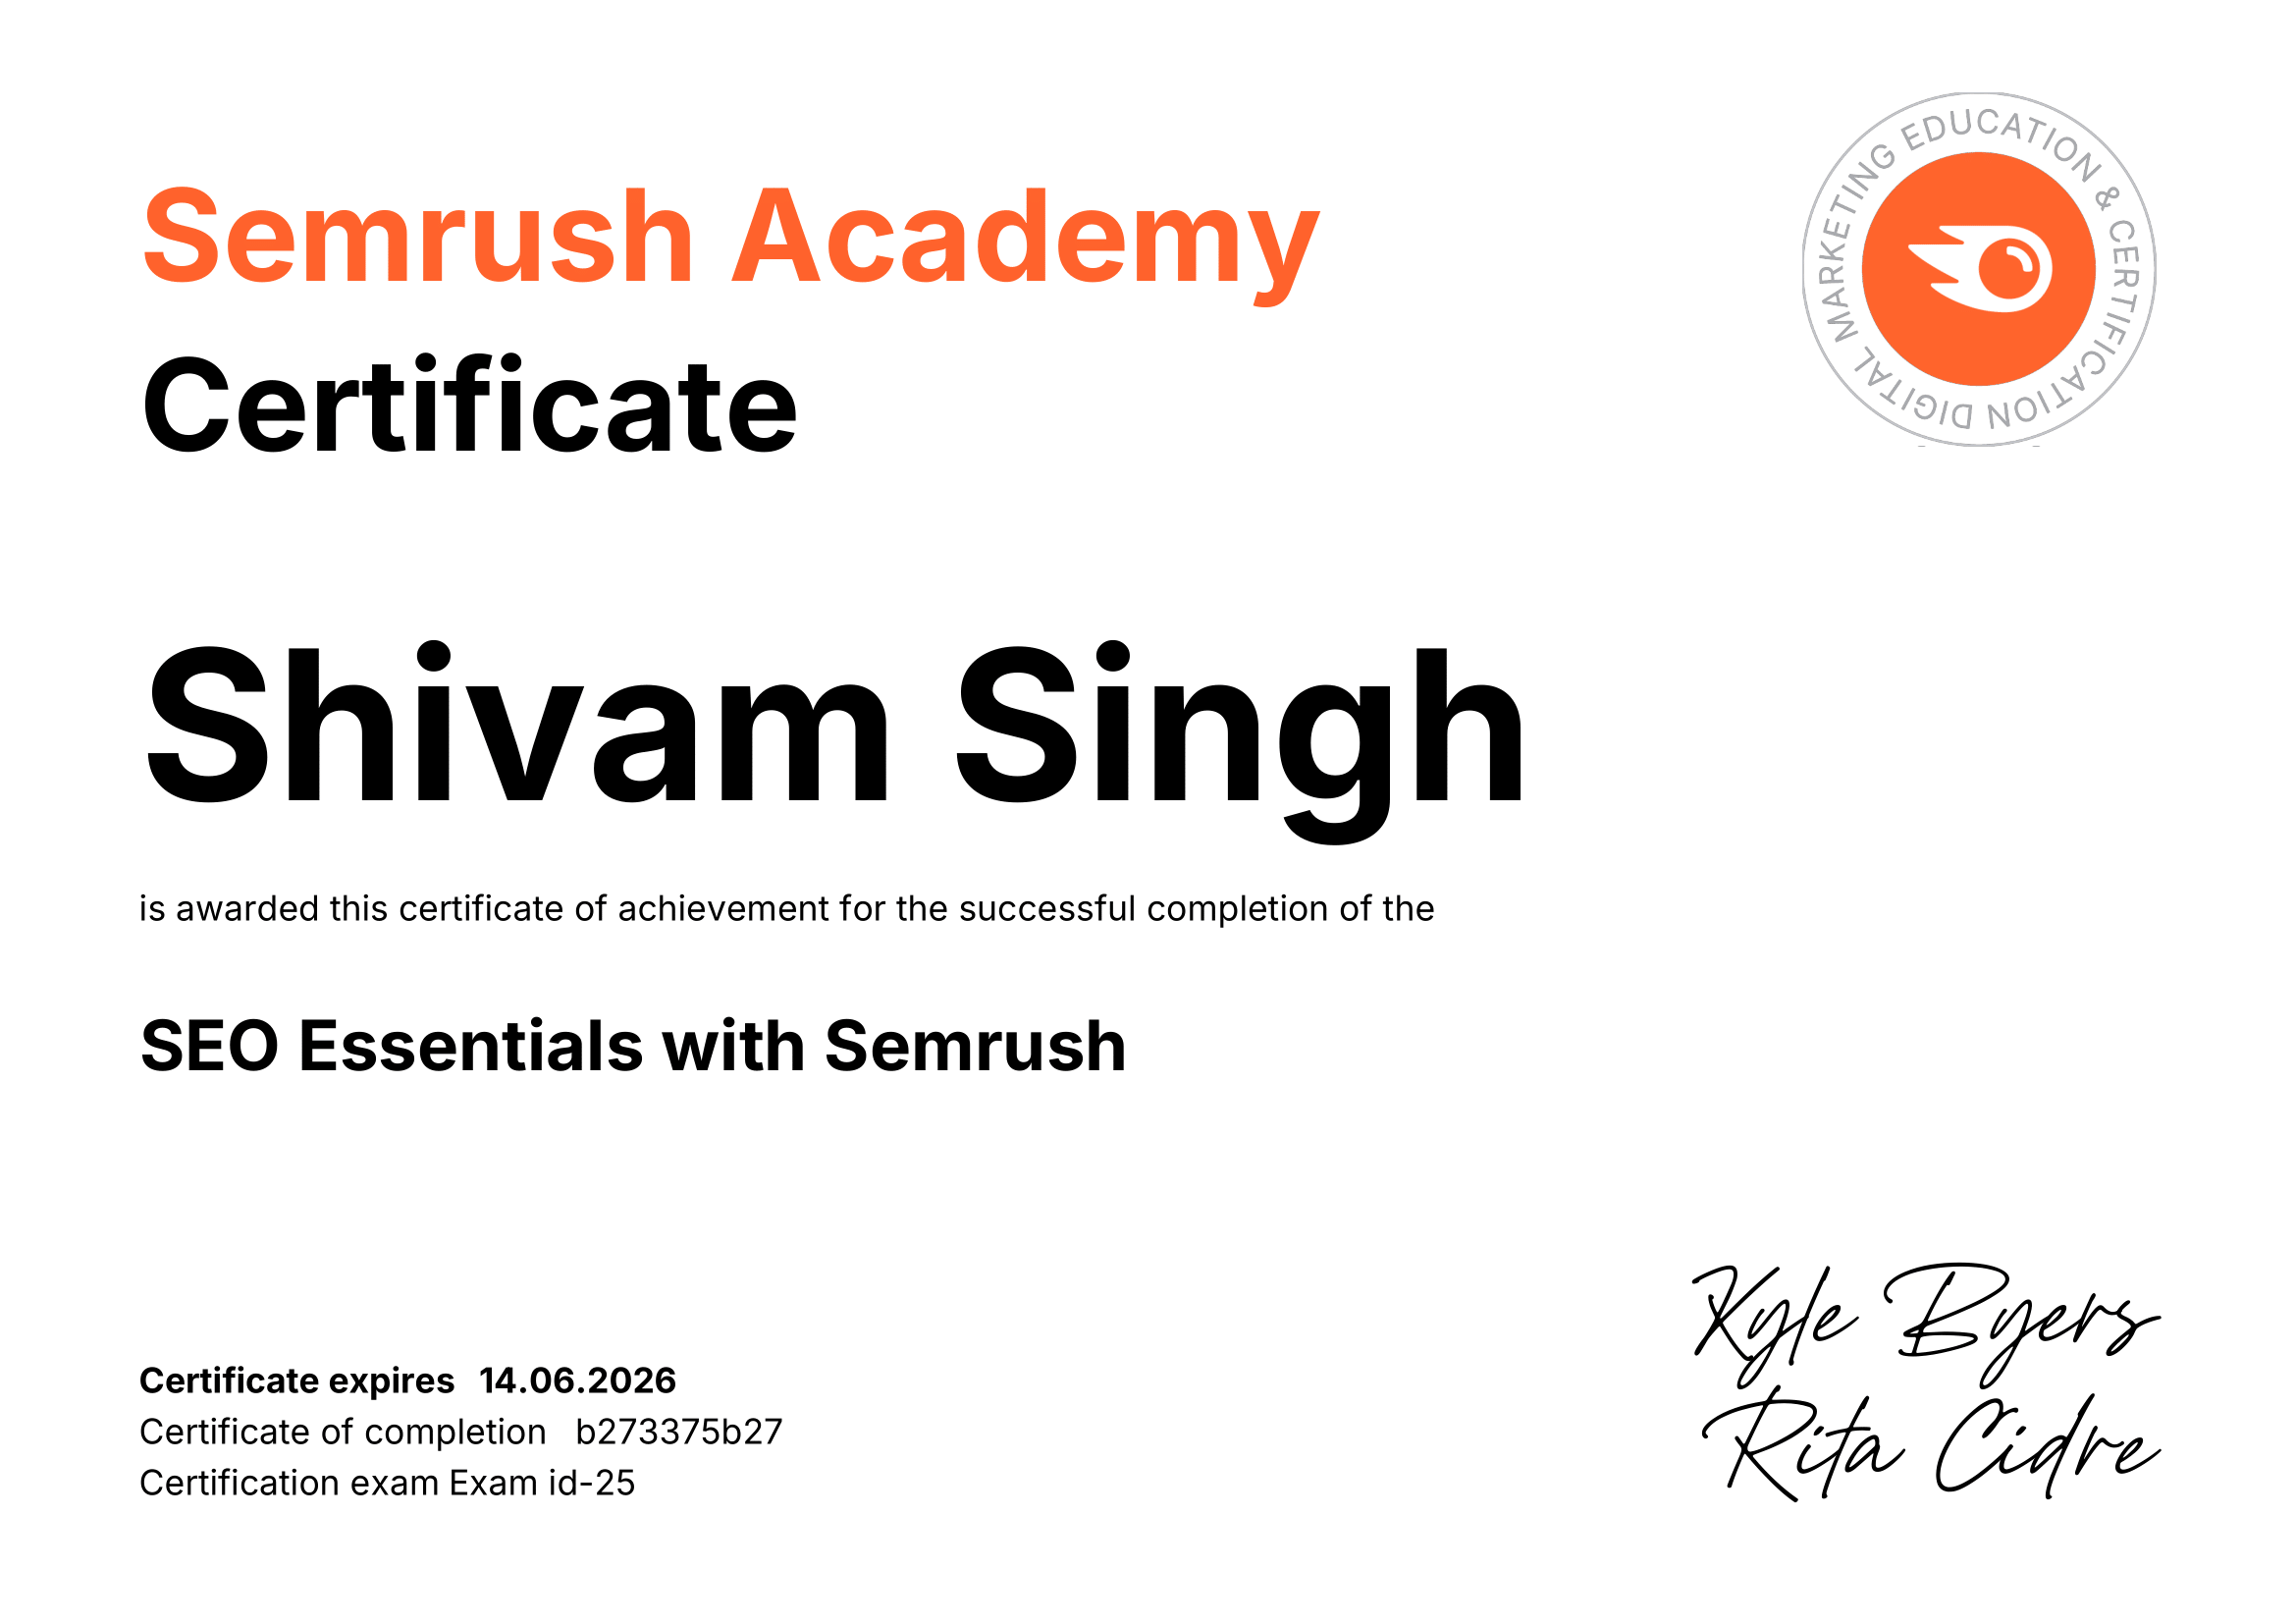 Semrush Academy
Certificate
DIGITAL MARKETING EDUCATION & CERTIFICATION
Shivam Singh
is awarded this certificate of achievement for the successful completion of the
SEO Essentials with Semrush
Kyle Byers
Rita Cidre
Certificate expires 14.06.2026
Certificate of completion b273375b27
Certification exam Exam id-25